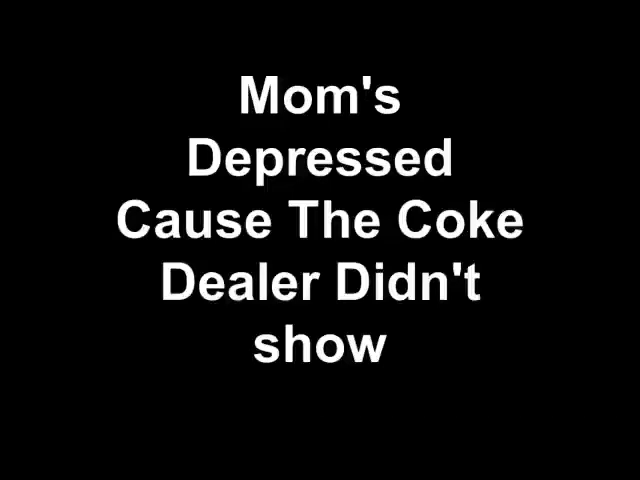 Mom's
Depressed
Cause The Coke
Dealer Didn't
show